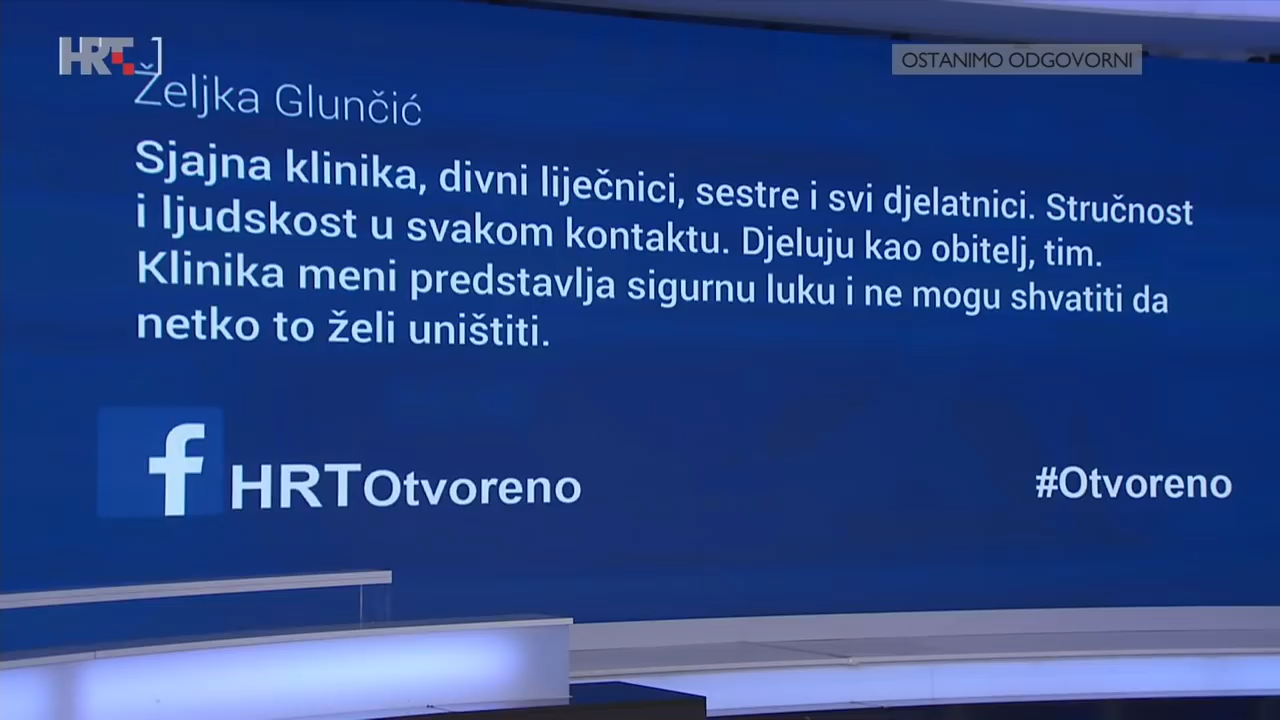 HRT
OSTANIMO ODGOVORNI
Željka Glunčić
Sjajna klinika, divni liječnici, sestre i svi djelatnici. Stručnost
i ljudskost u svakom kontaktu. Djeluju kao obitelj, tim.
Klinika meni predstavlja sigurnu luku i ne mogu shvatiti da
netko to želi uništiti.
f HRTOtvoreno
#Otvoreno